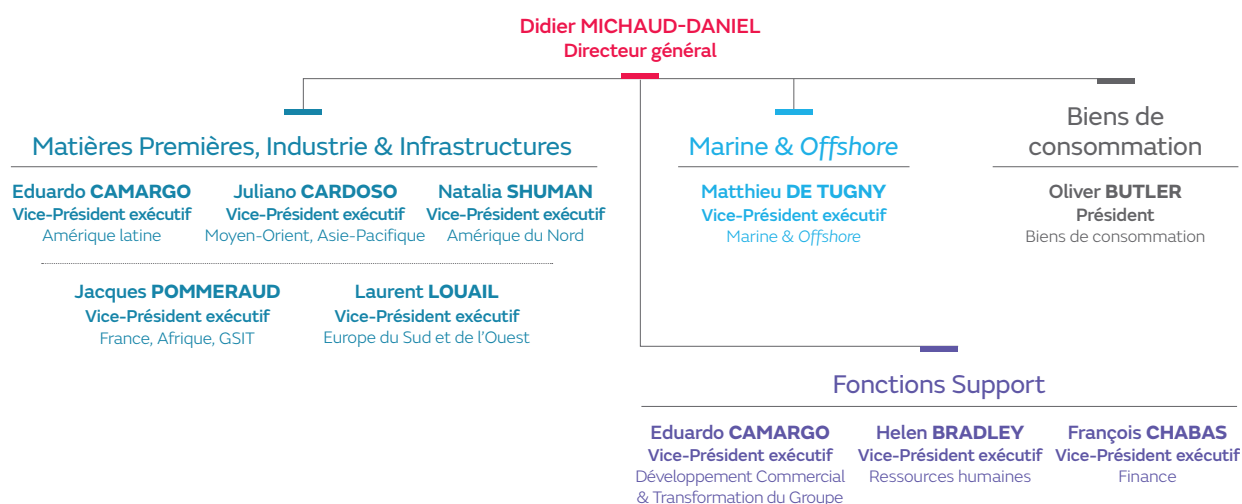 Didier MICHAUD-DANIEL
Directeur général
Matières Premières, Industrie & Infrastructures
Eduardo CAMARGO
Vice-Président exécutif
Amérique latine
Juliano CARDOSO
Vice-Président exécutif
Moyen-Orient, Asie-Pacifique
Natalia SHUMAN
Vice-Président exécutif
Amérique du Nord
Jacques POMMERAUD
Vice-Président exécutif
France, Afrique, GSIT
Laurent LOUAIL
Vice-Président exécutif
Europe du Sud et de l'Ouest
Marine & Offshore
Matthieu DE TUGNY
Vice-Président exécutif
Marine & Offshore
Biens de
consommation
Oliver BUTLER
Président
Biens de consommation
Fonctions Support
Eduardo CAMARGO
Vice-Président exécutif
Développement Commercial
& Transformation du Groupe
Helen BRADLEY
Vice-Président exécutif
Ressources humaines
François CHABAS
Vice-Président exécutif
Finance